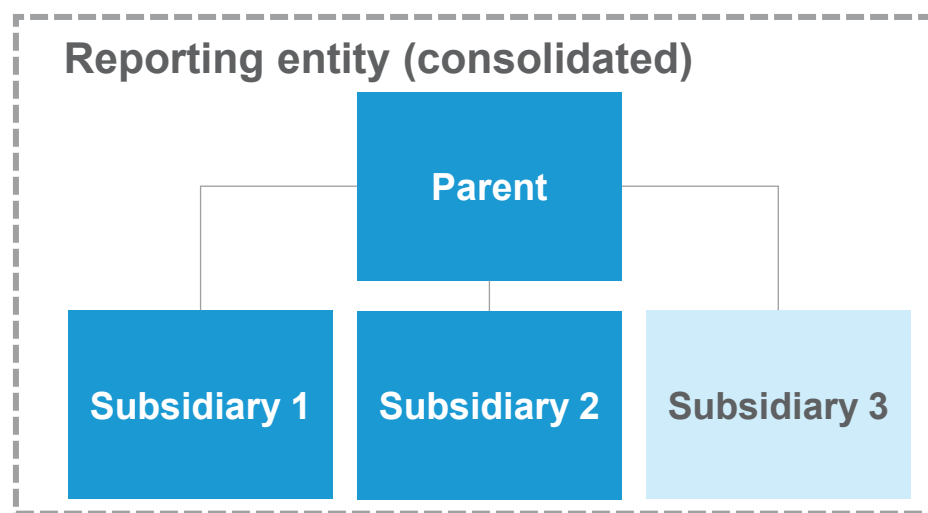 Reporting entity (consolidated)
Parent
Subsidiary 1
Subsidiary 2
Subsidiary 3